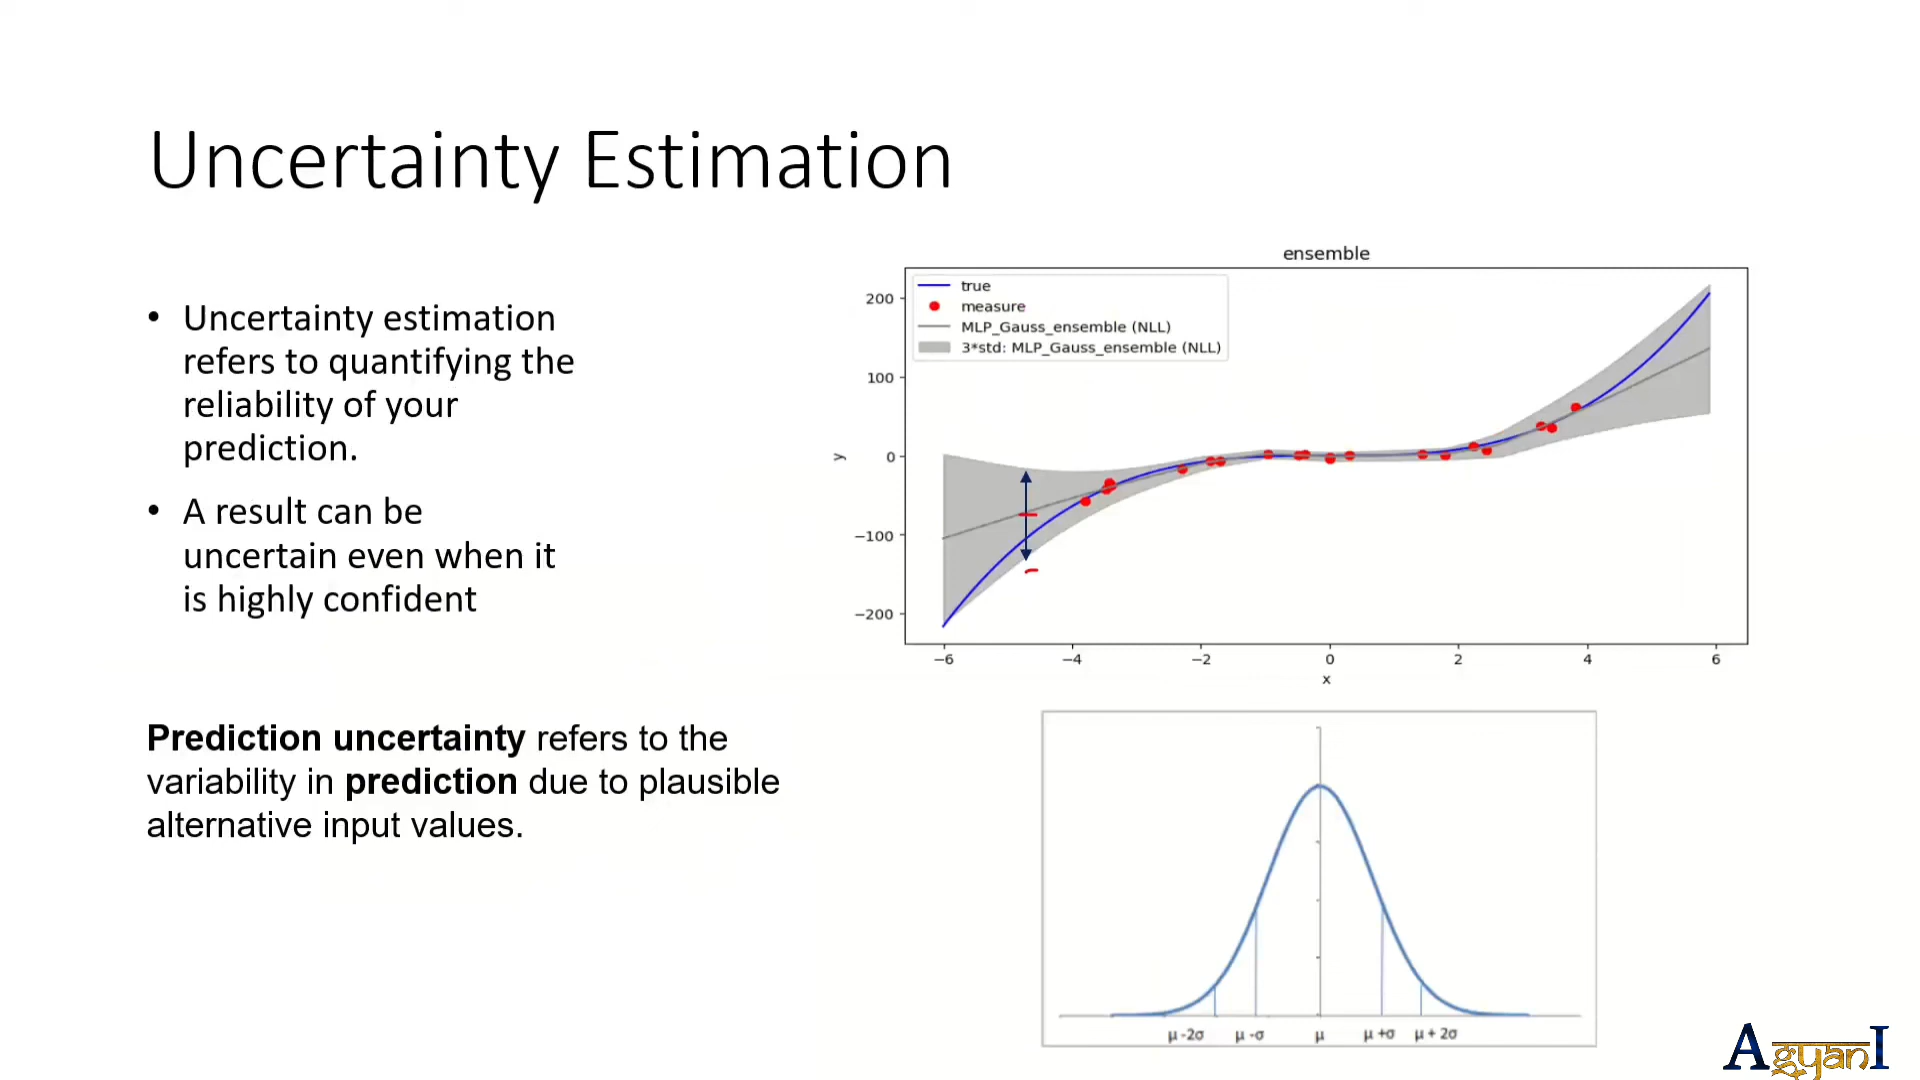 Uncertainty Estimation
• Uncertainty estimation
refers to quantifying the
reliability of your
prediction.
• A result can be
uncertain even when it
is highly confident
Prediction uncertainty refers to the
variability in prediction due to plausible
alternative input values.
ensemble
true
measure
MLP_Gauss_ensemble (NLL)
3*std: MLP_Gauss_ensemble (NLL)
200
100
0
−100
−200
y
−6 −4 −2 0 2 4 6
x
μ -2σ μ -σ μ μ +σ μ + 2σ
AgyanI